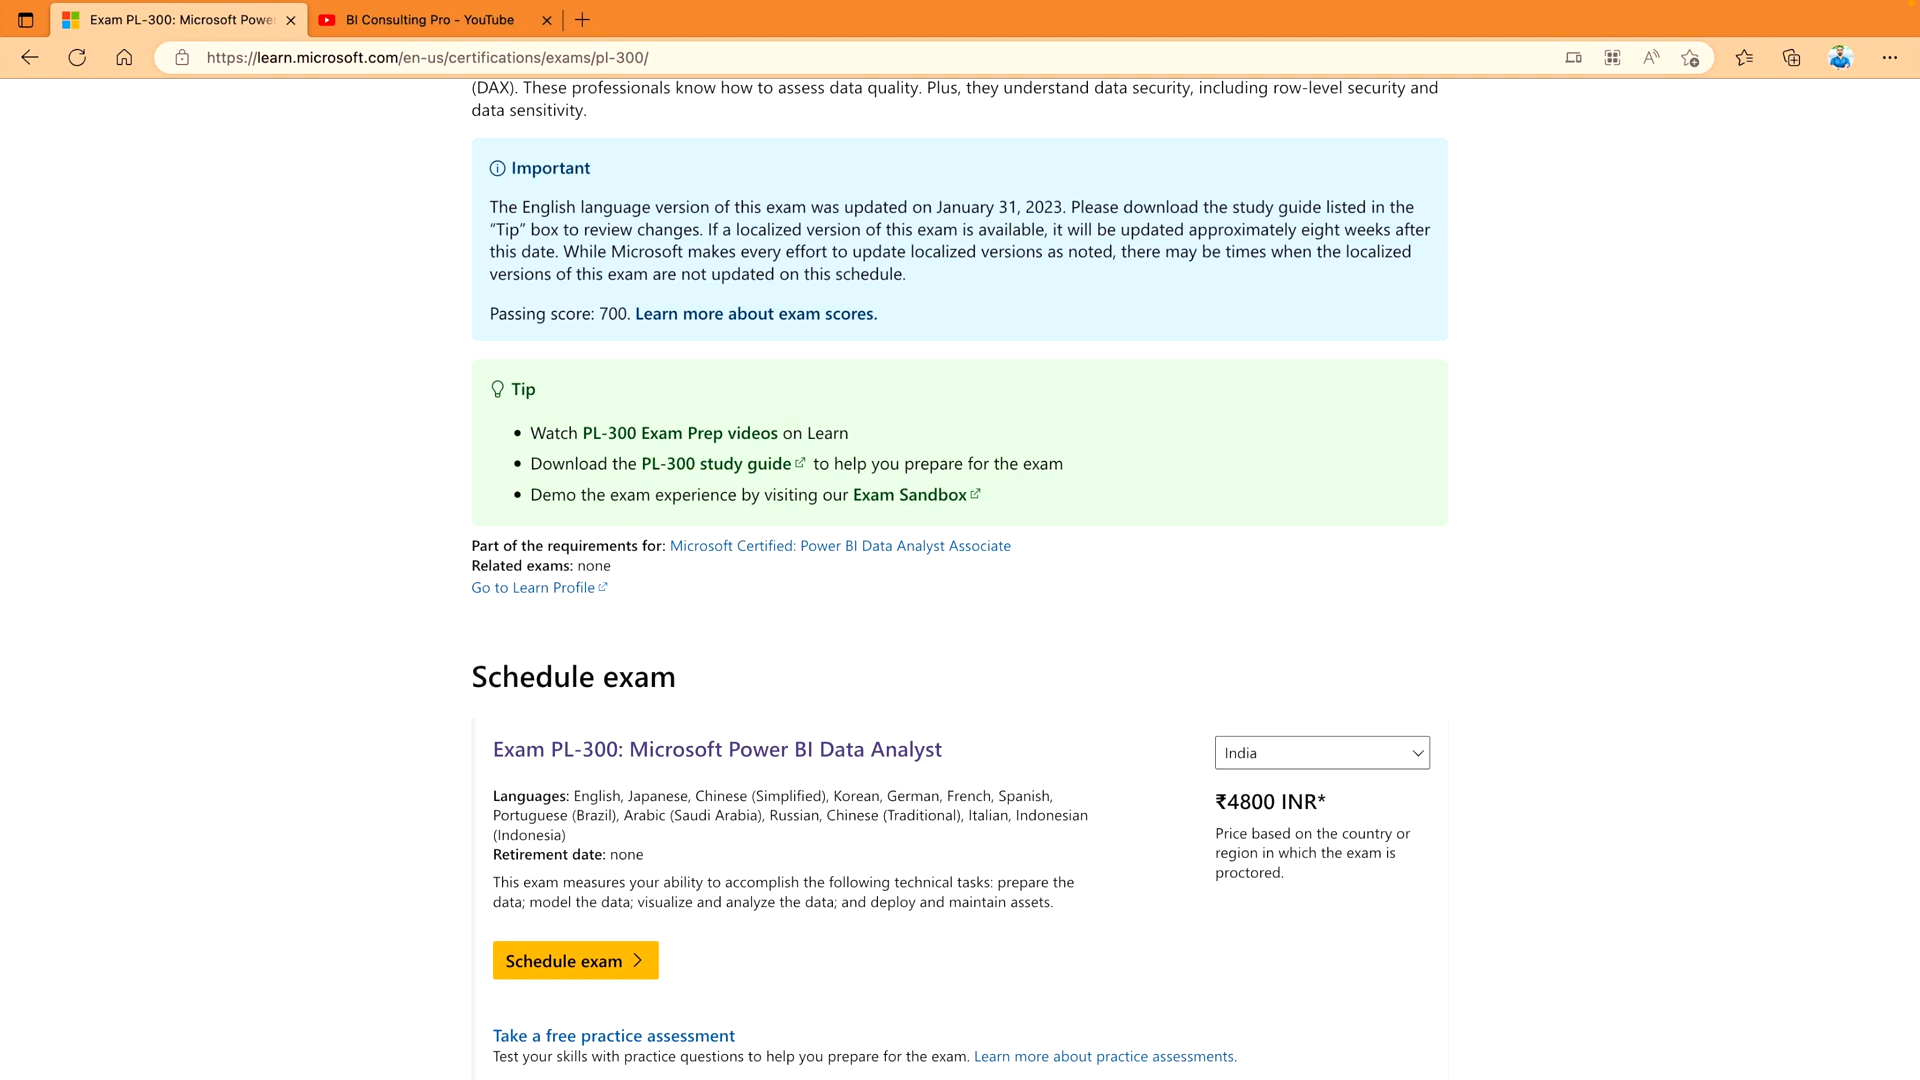 Exam PL-300: Microsoft Power
BI Consulting Pro - YouTube
https://learn.microsoft.com/en-us/certifications/exams/pl-300/
(DAX). These professionals know how to assess data quality. Plus, they understand data security, including row-level security and
data sensitivity.
Important
The English language version of this exam was updated on January 31, 2023. Please download the study guide listed in the
“Tip” box to review changes. If a localized version of this exam is available, it will be updated approximately eight weeks after
this date. While Microsoft makes every effort to update localized versions as noted, there may be times when the localized
versions of this exam are not updated on this schedule.
Passing score: 700. Learn more about exam scores.
Tip
• Watch PL-300 Exam Prep videos on Learn
• Download the PL-300 study guide to help you prepare for the exam
• Demo the exam experience by visiting our Exam Sandbox
Part of the requirements for: Microsoft Certified: Power BI Data Analyst Associate
Related exams: none
Go to Learn Profile
Schedule exam
Exam PL-300: Microsoft Power BI Data Analyst
Languages: English, Japanese, Chinese (Simplified), Korean, German, French, Spanish,
Portuguese (Brazil), Arabic (Saudi Arabia), Russian, Chinese (Traditional), Italian, Indonesian
(Indonesia)
Retirement date: none
This exam measures your ability to accomplish the following technical tasks: prepare the
data; model the data; visualize and analyze the data; and deploy and maintain assets.
India
₹4800 INR*
Price based on the country or
region in which the exam is
proctored.
Schedule exam
Take a free practice assessment
Test your skills with practice questions to help you prepare for the exam. Learn more about practice assessments.